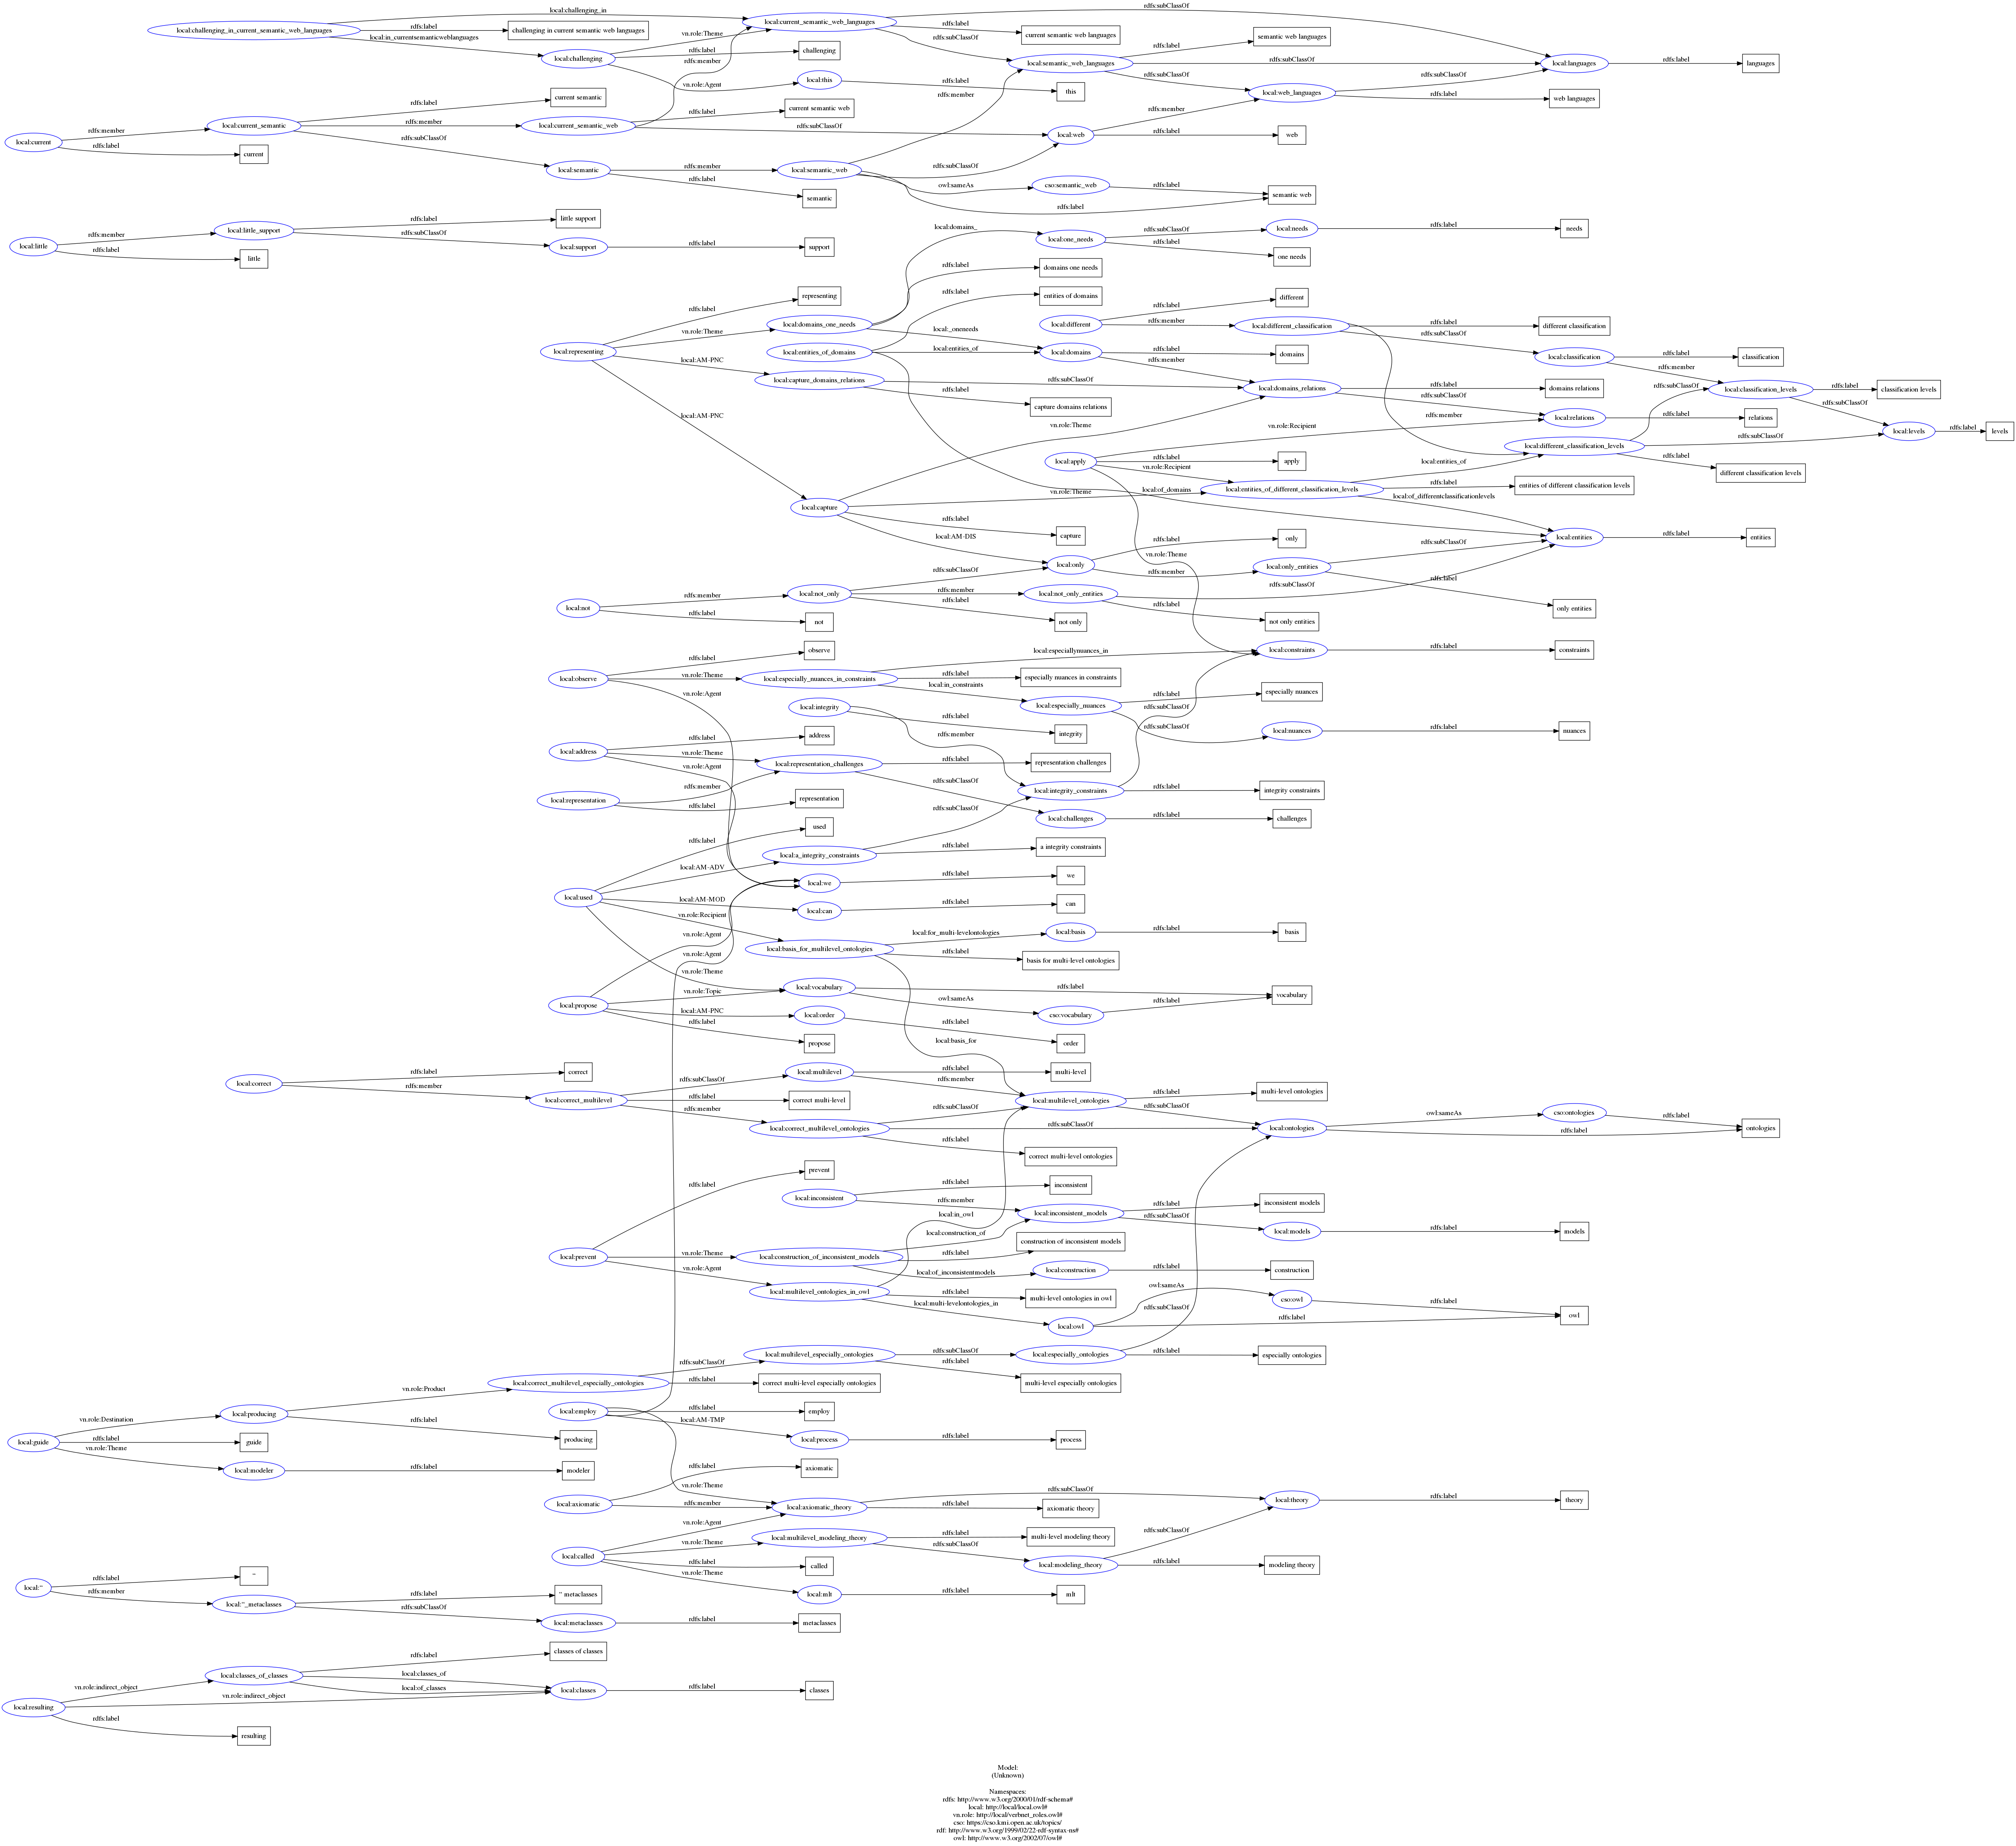 local:challenging_in
rdfs:subClassOf
local:challenging_in_current_semantic_web_languages
rdfs:label
challenging in current semantic web languages
local:current_semantic_web_languages
rdfs:label
current semantic web languages
local:in_currentsemanticweblanguages
vn.role:Theme
rdfs:subClassOf
rdfs:label
semantic web languages
local:challenging
rdfs:label
challenging
rdfs:member
local:semantic_web_languages
rdfs:subClassOf
local:languages
rdfs:label
languages
vn.role:Agent
local:this
rdfs:label
this
rdfs:subClassOf
rdfs:subClassOf
local:web_languages
rdfs:label
web languages
rdfs:member
rdfs:label
current semantic
rdfs:label
current semantic web
rdfs:member
local:current
rdfs:member
local:current_semantic
rdfs:member
local:current_semantic_web
rdfs:subClassOf
local:web
rdfs:label
web
rdfs:label
current
rdfs:subClassOf
local:semantic
rdfs:member
local:semantic_web
rdfs:subClassOf
rdfs:label
semantic
owl:sameAs
cso:semantic_web
rdfs:label
semantic web
rdfs:label
local:little
rdfs:member
local:little_support
rdfs:label
little support
rdfs:label
little
rdfs:subClassOf
local:support
rdfs:label
support
local:domains_
local:one_needs
rdfs:subClassOf
local:needs
rdfs:label
needs
rdfs:label
one needs
rdfs:label
domains one needs
rdfs:label
representing
rdfs:label
entities of domains
rdfs:label
different
local:representing
vn.role:Theme
local:domains_one_needs
local:_oneneeds
local:different
rdfs:member
local:different_classification
rdfs:label
different classification
rdfs:subClassOf
local:classification
rdfs:label
classification
local:entities_of_domains
local:entities_of
local:domains
rdfs:label
domains
rdfs:member
local:AM-PNC
local:capture_domains_relations
rdfs:subClassOf
rdfs:label
capture domains relations
local:domains_relations
rdfs:label
domains relations
rdfs:subClassOf
rdfs:member
rdfs:subClassOf
local:classification_levels
rdfs:label
classification levels
rdfs:subClassOf
local:AM-PNC
vn.role:Theme
vn.role:Recipient
local:relations
rdfs:label
relations
rdfs:member
local:levels
rdfs:label
levels
local:different_classification_levels
rdfs:subClassOf
rdfs:label
different classification levels
local:apply
rdfs:label
apply
vn.role:Recipient
local:entities_of
local:entities_of_different_classification_levels
rdfs:label
entities of different classification levels
local:of_differentclassificationlevels
local:capture
vn.role:Theme
local:of_domains
rdfs:label
capture
local:AM-DIS
rdfs:label
only
local:entities
rdfs:label
entities
rdfs:subClassOf
vn.role:Theme
rdfs:subClassOf
local:only
rdfs:member
local:only_entities
rdfs:label
only entities
rdfs:subClassOf
local:not
rdfs:member
local:not_only
rdfs:member
local:not_only_entities
rdfs:label
not
rdfs:label
not only
rdfs:label
not only entities
rdfs:label
observe
local:especiallynuances_in
local:constraints
rdfs:label
constraints
local:observe
vn.role:Theme
local:especially_nuances_in_constraints
rdfs:label
especially nuances in constraints
local:in_constraints
rdfs:label
especially nuances
vn.role:Agent
local:integrity
rdfs:label
integrity
local:especially_nuances
rdfs:subClassOf
rdfs:subClassOf
local:nuances
rdfs:label
nuances
local:address
rdfs:label
address
vn.role:Theme
rdfs:member
local:representation_challenges
rdfs:label
representation challenges
vn.role:Agent
rdfs:subClassOf
local:representation
rdfs:member
rdfs:label
representation
local:integrity_constraints
rdfs:label
integrity constraints
rdfs:subClassOf
local:challenges
rdfs:label
challenges
rdfs:label
used
local:a_integrity_constraints
rdfs:label
a integrity constraints
local:AM-ADV
local:we
rdfs:label
we
local:used
local:AM-MOD
local:can
rdfs:label
can
vn.role:Recipient
vn.role:Agent
local:basis_for_multilevel_ontologies
local:for_multi-levelontologies
local:basis
rdfs:label
basis
rdfs:label
basis for multi-level ontologies
vn.role:Agent
vn.role:Theme
local:propose
vn.role:Topic
local:vocabulary
rdfs:label
vocabulary
owl:sameAs
cso:vocabulary
rdfs:label
local:AM-PNC
local:order
rdfs:label
order
rdfs:label
propose
local:basis_for
local:correct
rdfs:label
correct
rdfs:member
local:correct_multilevel
rdfs:subClassOf
local:multilevel
rdfs:label
multi-level
rdfs:member
rdfs:label
correct multi-level
rdfs:member
local:multilevel_ontologies
rdfs:label
multi-level ontologies
rdfs:subClassOf
local:correct_multilevel_ontologies
rdfs:subClassOf
rdfs:subClassOf
rdfs:label
correct multi-level ontologies
local:ontologies
owl:sameAs
cso:ontologies
rdfs:label
rdfs:label
ontologies
rdfs:label
prevent
local:inconsistent
rdfs:label
inconsistent
rdfs:member
local:inconsistent_models
rdfs:label
inconsistent models
rdfs:subClassOf
local:models
rdfs:label
models
local:in_owl
local:construction_of
construction of inconsistent models
local:prevent
vn.role:Theme
local:construction_of_inconsistent_models
rdfs:label
local:of_inconsistentmodels
local:construction
rdfs:label
construction
vn.role:Agent
local:multilevel_ontologies_in_owl
rdfs:label
multi-level ontologies in owl
local:multi-levelontologies_in
local:owl
owl:sameAs
cso:owl
rdfs:label
rdfs:label
owl
rdfs:subClassOf
local:multilevel_especially_ontologies
rdfs:subClassOf
local:especially_ontologies
rdfs:label
especially ontologies
rdfs:label
multi-level especially ontologies
rdfs:subClassOf
local:correct_multilevel_especially_ontologies
rdfs:label
correct multi-level especially ontologies
vn.role:Product
local:guide
vn.role:Destination
local:producing
rdfs:label
producing
rdfs:label
guide
vn.role:Theme
local:modeler
rdfs:label
modeler
local:employ
rdfs:label
employ
local:AM-TMP
local:process
rdfs:label
process
vn.role:Theme
local:axiomatic
rdfs:label
axiomatic
rdfs:member
local:axiomatic_theory
rdfs:subClassOf
local:theory
rdfs:label
theory
rdfs:label
axiomatic theory
local:called
vn.role:Agent
vn.role:Theme
local:multilevel_modeling_theory
rdfs:label
multi-level modeling theory
rdfs:subClassOf
local:modeling_theory
rdfs:subClassOf
rdfs:label
modeling theory
rdfs:label
called
vn.role:Theme
local:mlt
rdfs:label
mlt
local:“
rdfs:label
“
rdfs:member
local:“_metaclasses
rdfs:label
“ metaclasses
rdfs:subClassOf
local:metaclasses
rdfs:label
metaclasses
local:resulting
vn.role:indirect_object
local:classes_of_classes
rdfs:label
classes of classes
local:classes_of
local:of_classes
vn.role:indirect_object
local:classes
rdfs:label
classes
rdfs:label
resulting
Model:
(Unknown)
Namespaces:
rdfs: http://www.w3.org/2000/01/rdf-schema#
local: http://local/local.owl#
vn.role: http://local/verbnet_roles.owl#
cso: https://cso.kmi.open.ac.uk/topics/
rdf: http://www.w3.org/1999/02/22-rdf-syntax-ns#
owl: http://www.w3.org/2002/07/owl#